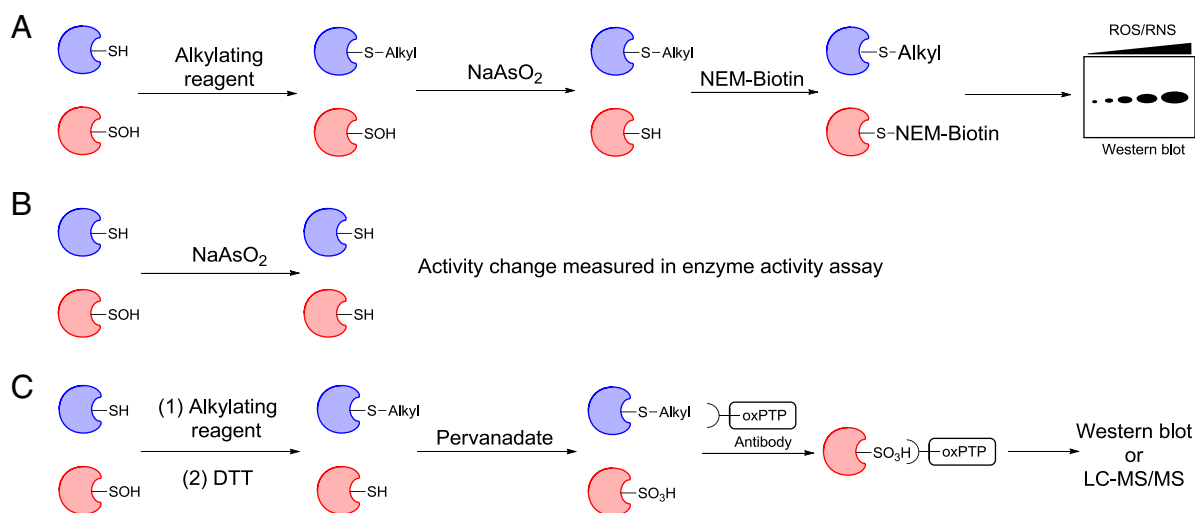 A
SH
SOH
Alkylating
reagent
S–Alkyl
SOH
NaAsO₂
S–Alkyl
SH
NEM-Biotin
S–Alkyl
S–NEM-Biotin
ROS/RNS
Western blot
B
SH
SOH
NaAsO₂
SH
SH
Activity change measured in enzyme activity assay
C
SH
SOH
(1) Alkylating
reagent
(2) DTT
S–Alkyl
SH
Pervanadate
S–Alkyl
SO₃H
oxPTP
Antibody
SO₃H
oxPTP
Western blot
or
LC-MS/MS